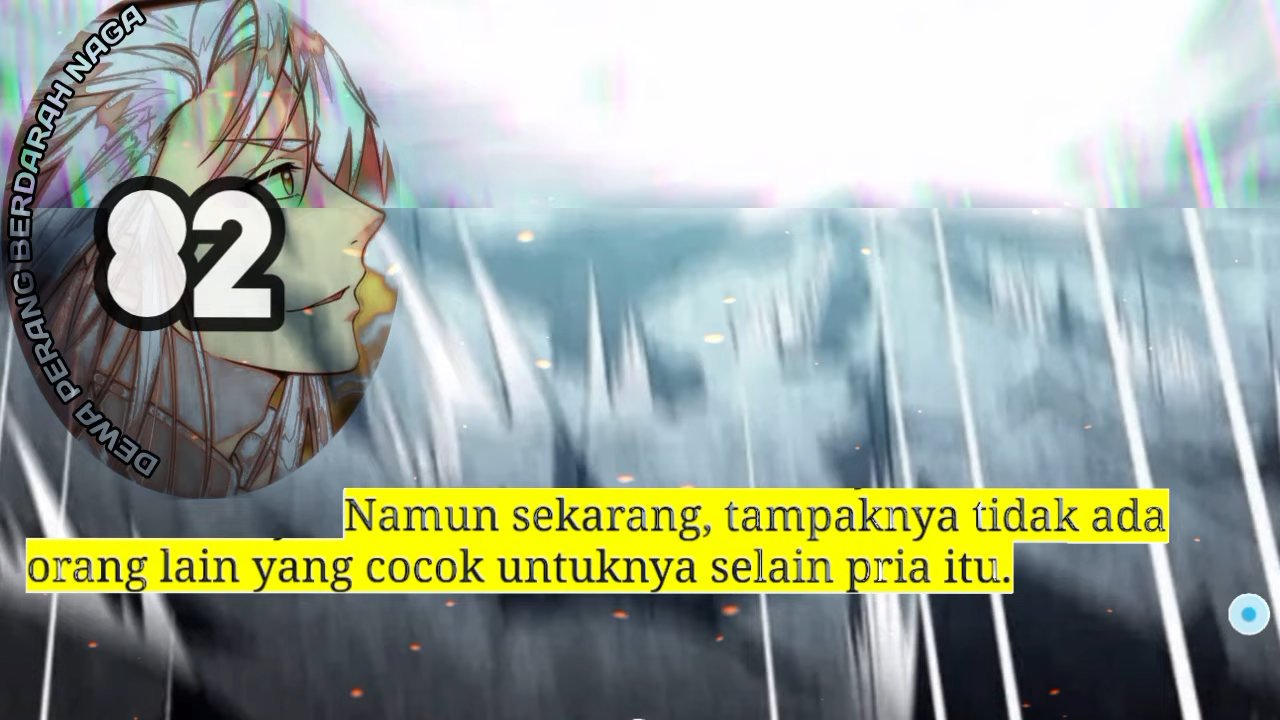 DEWA PERANG BERDARAH NAGA
82
Namun sekarang, tampaknya tidak ada
orang lain yang cocok untuknya selain pria itu.